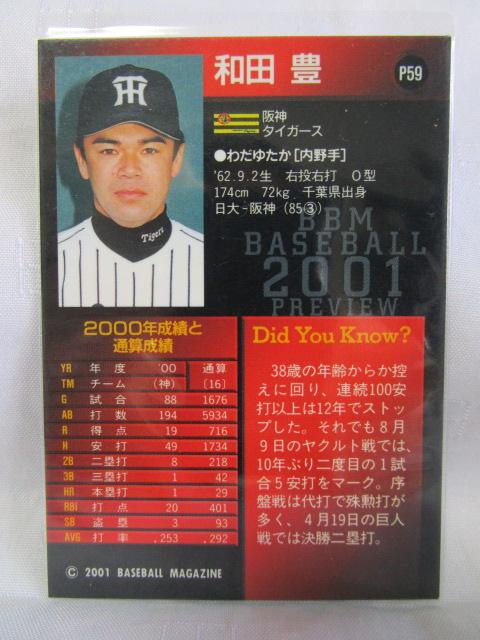 和田 豊
P59
阪神
タイガース
●わだゆたか[内野手]
'62.9.2生 右投右打 O型
174cm 72kg 千葉県出身
日大-阪神(85③)
BBM
BASEBALL
2001
PREVIEW
HT
Tigers
2000年成績と
通算成績
YR 年度 '00 通算
TM チーム (神) [16]
G 試合 88 1676
AB 打数 194 5934
R 得点 19 716
H 安打 49 1734
2B 二塁打 8 218
3B 三塁打 1 42
HR 本塁打 1 29
RBI 打点 20 401
SB 盗塁 3 93
AVG 打率 .253 .292
Did You Know?
38歳の年齢からか控
えに回り、連続100安
打以上は12年でストッ
プした。それでも8月
9日のヤクルト戦では、
10年ぶり二度目の1試
合5安打をマーク。序
盤戦は代打で殊勲打が
多く、4月19日の巨人
戦では決勝二塁打。
© 2001 BASEBALL MAGAZINE